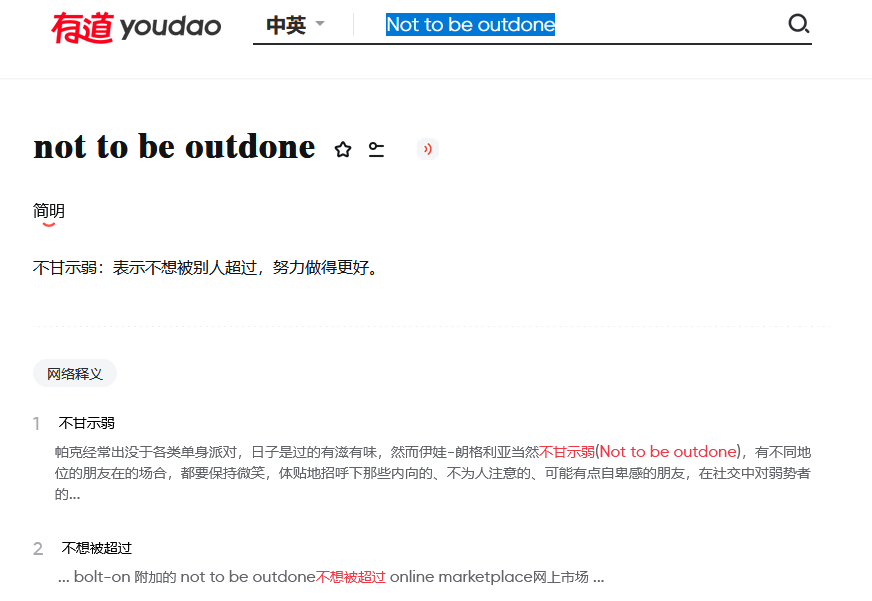 有道 youdao 中英 Not to be outdone
not to be outdone
简明
不甘示弱：表示不想被别人超过，努力做得更好。
网络释义
1 不甘示弱
帕克经常出没于各类单身派对，日子是过的有滋有味，然而伊娃-朗格利亚当然不甘示弱(Not to be outdone)，有不同地
位的朋友在的场合，都要保持微笑，体贴地招呼下那些内向的、不为人注意的、可能有点自卑感的朋友，在社交中对弱势者
的...
2 不想被超过
... bolt-on 附加的 not to be outdone不想被超过 online marketplace网上市场 ...